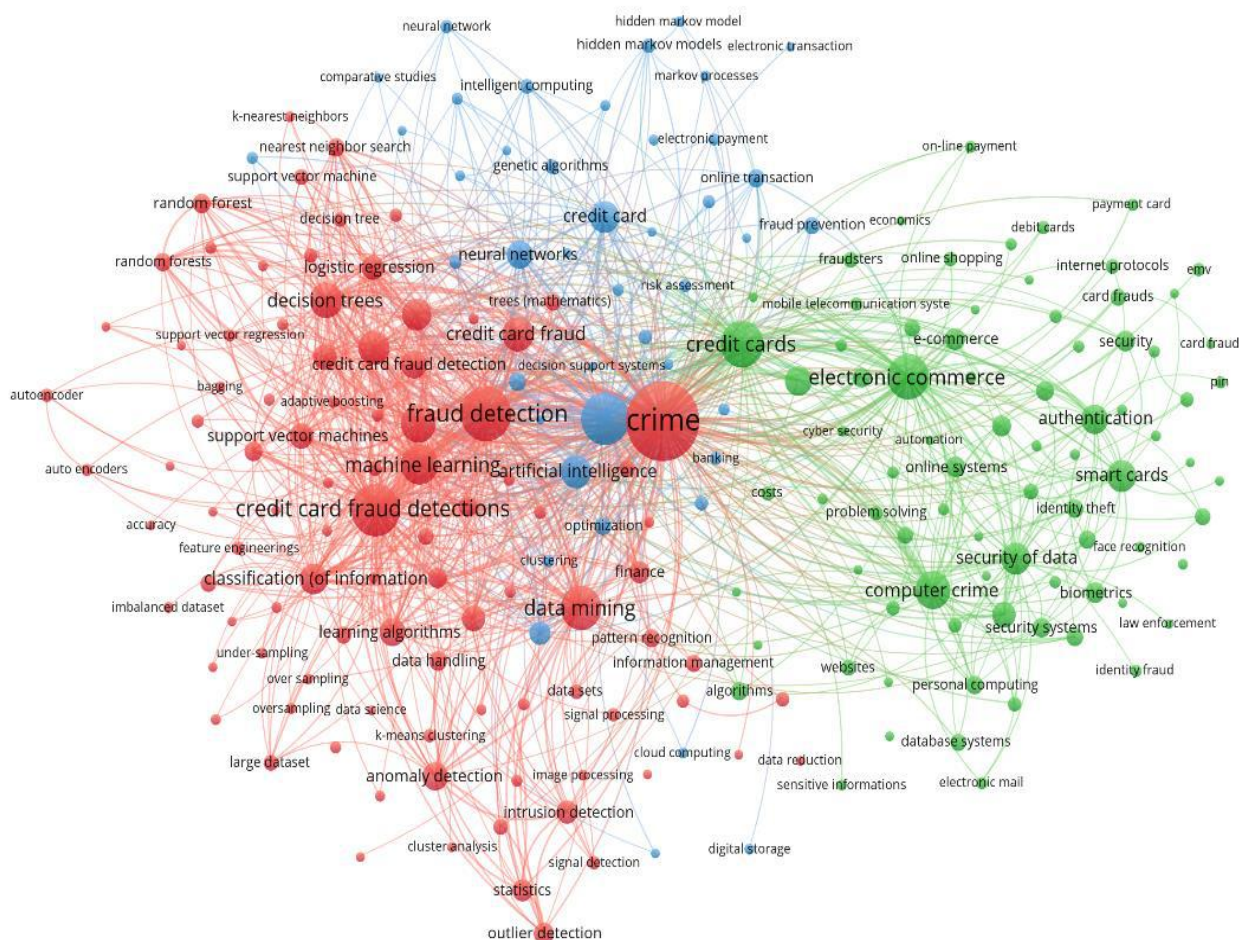 neural network
hidden markov model
hidden markov models
electronic transaction
comparative studies
intelligent computing
markov processes
k-nearest neighbors
nearest neighbor search
electronic payment
on-line payment
support vector machine
genetic algorithms
online transaction
random forest
decision tree
credit card
fraud prevention
economics
payment card
debit cards
random forests
logistic regression
neural networks
fraudsters
online shopping
internet protocols
emv
risk assessment
decision trees
trees (mathematics)
mobile telecommunication syste
card frauds
support vector regression
credit card fraud
credit cards
e-commerce
security
card fraud
credit card fraud detection
decision support systems
electronic commerce
pin
autoencoder
bagging
adaptive boosting
fraud detection
crime
authentication
support vector machines
cyber security
automation
auto encoders
machine learning
artificial intelligence
banking
online systems
smart cards
costs
credit card fraud detections
problem solving
identity theft
accuracy
optimization
feature engineerings
face recognition
clustering
security of data
classification (of information
finance
computer crime
biometrics
imbalanced dataset
data mining
law enforcement
learning algorithms
pattern recognition
security systems
under-sampling
data handling
information management
websites
identity fraud
over sampling
data sets
algorithms
personal computing
oversampling
data science
signal processing
k-means clustering
database systems
large dataset
cloud computing
data reduction
anomaly detection
image processing
sensitive informations
electronic mail
intrusion detection
cluster analysis
digital storage
signal detection
statistics
outlier detection